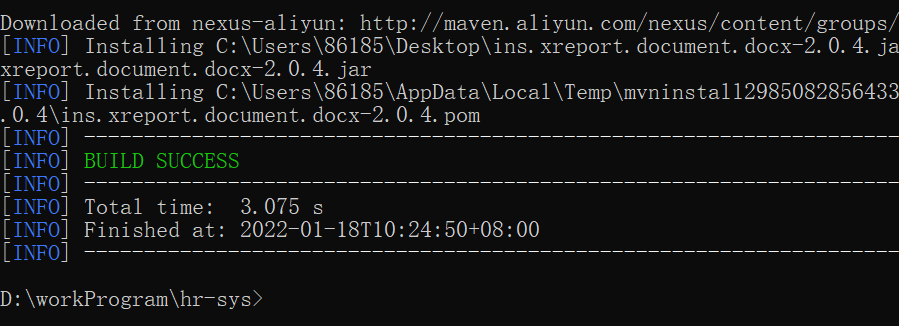 Downloaded from nexus-aliyun: http://maven.aliyun.com/nexus/content/groups/
[INFO] Installing C:\Users\86185\Desktop\ins.xreport.document.docx-2.0.4.ja
xreport.document.docx-2.0.4.jar
[INFO] Installing C:\Users\86185\AppData\Local\Temp\mvninstall29850828564433
.0.4\ins.xreport.document.docx-2.0.4.pom
[INFO] ------------------------------------------------------------------------
[INFO] BUILD SUCCESS
[INFO] ------------------------------------------------------------------------
[INFO] Total time:  3.075 s
[INFO] Finished at: 2022-01-18T10:24:50+08:00
[INFO] ------------------------------------------------------------------------
D:\workProgram\hr-sys>